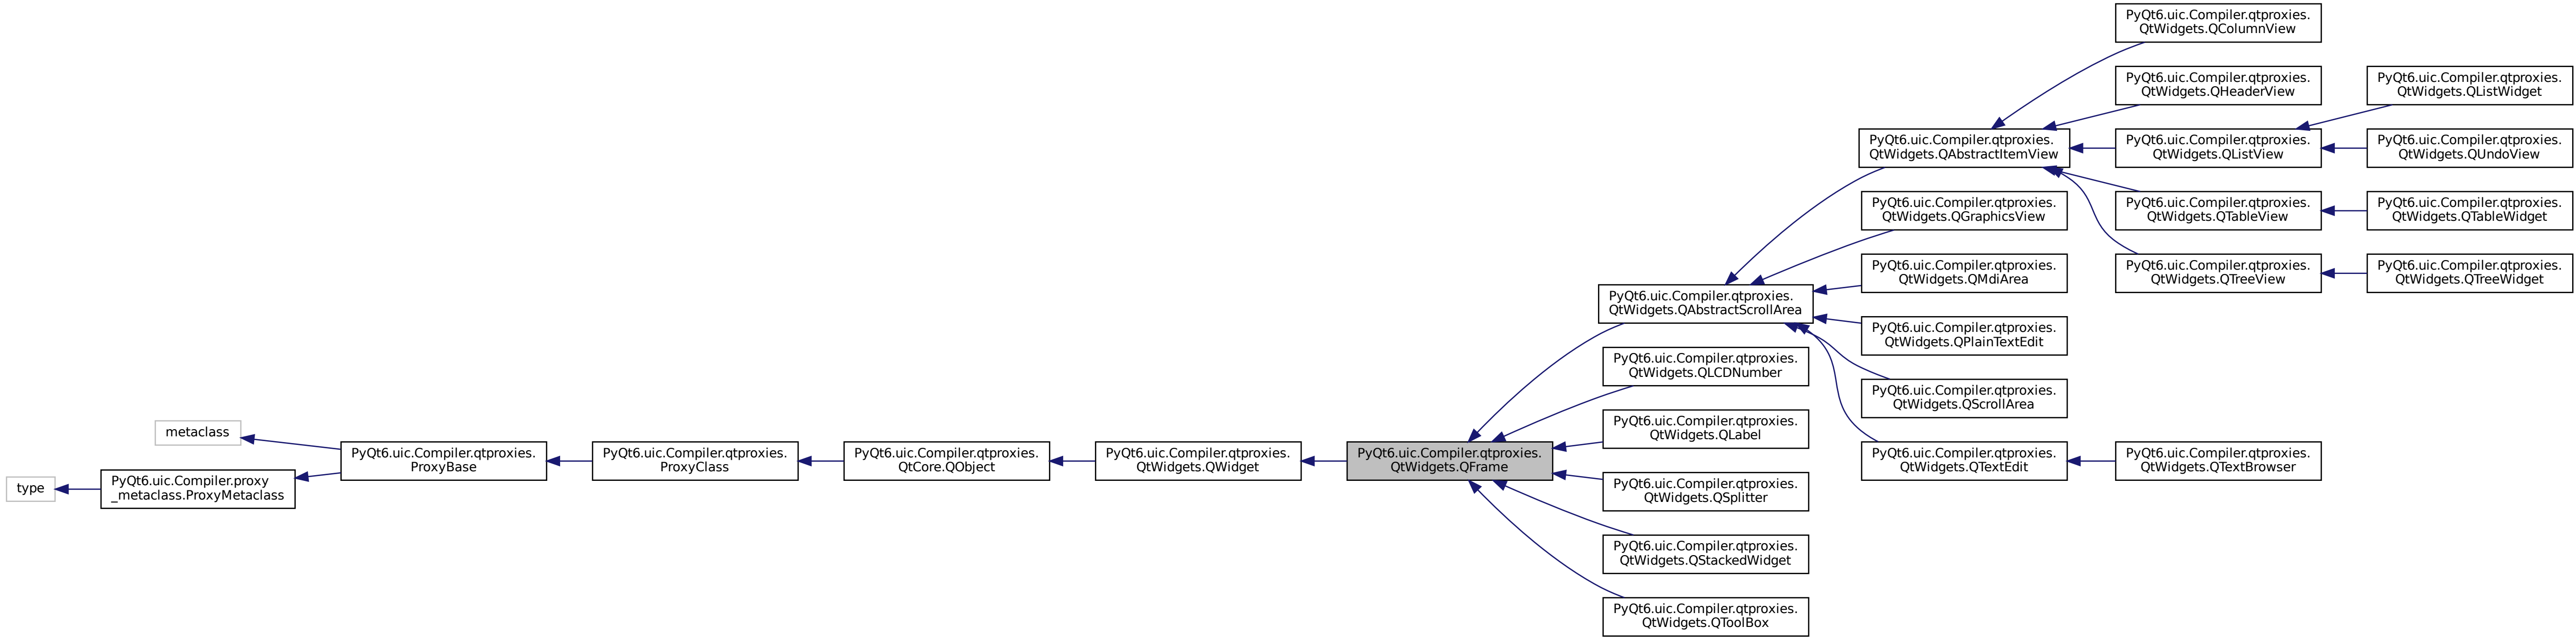 type
metaclass
PyQt6.uic.Compiler.proxy
_metaclass.ProxyMetaclass
PyQt6.uic.Compiler.qtproxies.
ProxyBase
PyQt6.uic.Compiler.qtproxies.
ProxyClass
PyQt6.uic.Compiler.qtproxies.
QtCore.QObject
PyQt6.uic.Compiler.qtproxies.
QtWidgets.QWidget
PyQt6.uic.Compiler.qtproxies.
QtWidgets.QFrame
PyQt6.uic.Compiler.qtproxies.
QtWidgets.QAbstractScrollArea
PyQt6.uic.Compiler.qtproxies.
QtWidgets.QLCDNumber
PyQt6.uic.Compiler.qtproxies.
QtWidgets.QLabel
PyQt6.uic.Compiler.qtproxies.
QtWidgets.QSplitter
PyQt6.uic.Compiler.qtproxies.
QtWidgets.QStackedWidget
PyQt6.uic.Compiler.qtproxies.
QtWidgets.QToolBox
PyQt6.uic.Compiler.qtproxies.
QtWidgets.QAbstractItemView
PyQt6.uic.Compiler.qtproxies.
QtWidgets.QGraphicsView
PyQt6.uic.Compiler.qtproxies.
QtWidgets.QMdiArea
PyQt6.uic.Compiler.qtproxies.
QtWidgets.QPlainTextEdit
PyQt6.uic.Compiler.qtproxies.
QtWidgets.QScrollArea
PyQt6.uic.Compiler.qtproxies.
QtWidgets.QTextEdit
PyQt6.uic.Compiler.qtproxies.
QtWidgets.QColumnView
PyQt6.uic.Compiler.qtproxies.
QtWidgets.QHeaderView
PyQt6.uic.Compiler.qtproxies.
QtWidgets.QListView
PyQt6.uic.Compiler.qtproxies.
QtWidgets.QTableView
PyQt6.uic.Compiler.qtproxies.
QtWidgets.QTreeView
PyQt6.uic.Compiler.qtproxies.
QtWidgets.QTextBrowser
PyQt6.uic.Compiler.qtproxies.
QtWidgets.QListWidget
PyQt6.uic.Compiler.qtproxies.
QtWidgets.QUndoView
PyQt6.uic.Compiler.qtproxies.
QtWidgets.QTableWidget
PyQt6.uic.Compiler.qtproxies.
QtWidgets.QTreeWidget